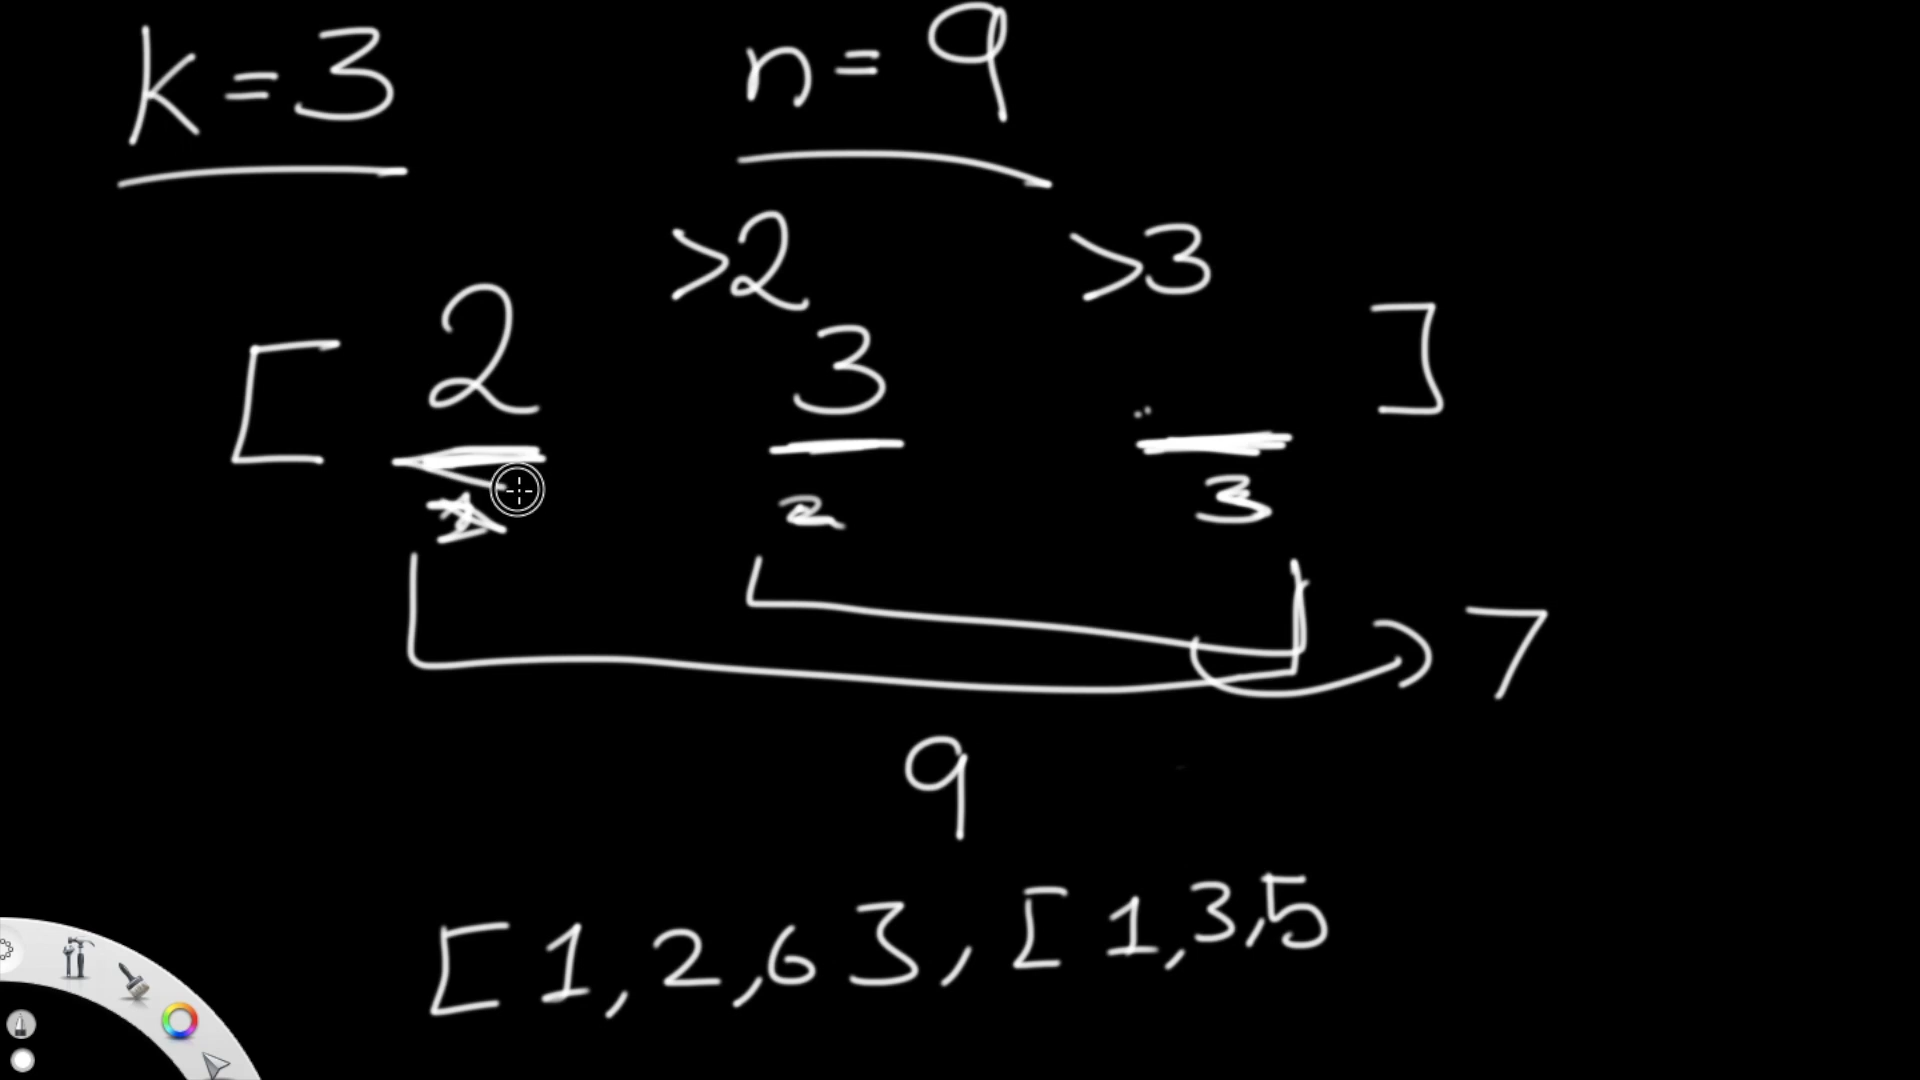 k=3 n=9
>2 >3
[ 2 3 ]
2 3
7
9
[1,2,6], [1,3,5